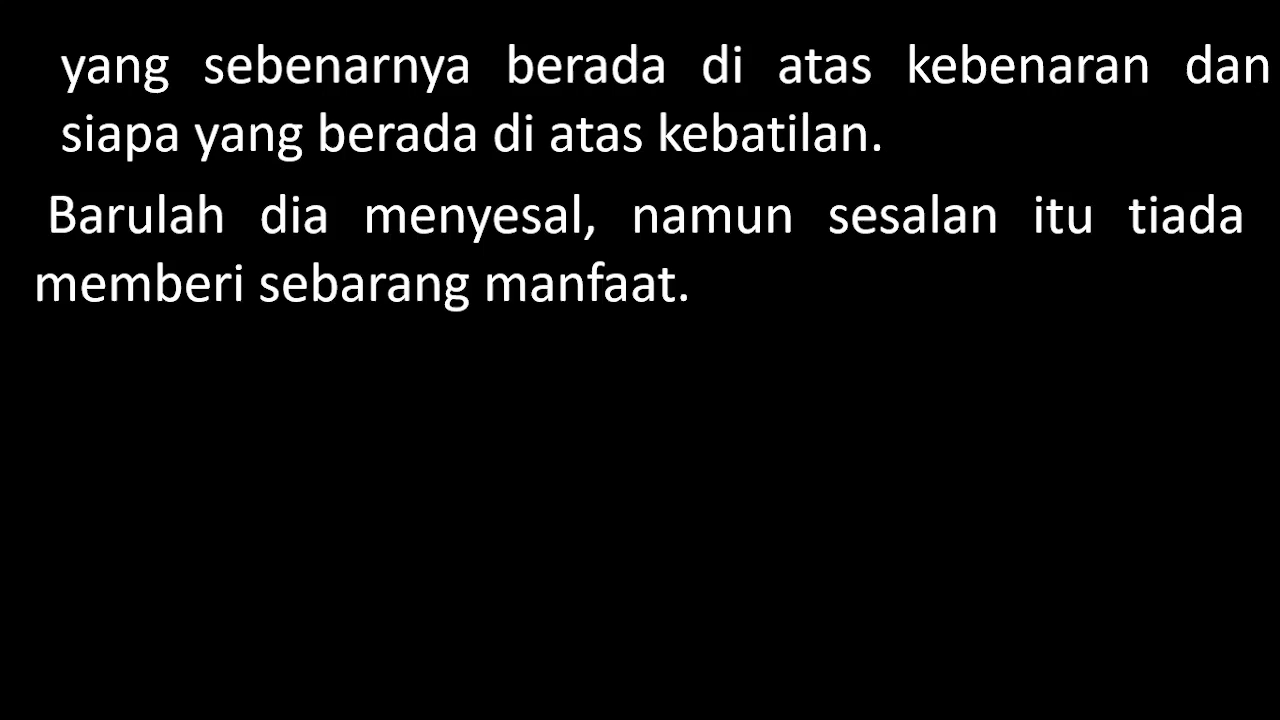 yang sebenarnya berada di atas kebenaran dan
siapa yang berada di atas kebatilan.
Barulah dia menyesal, namun sesalan itu tiada
memberi sebarang manfaat.